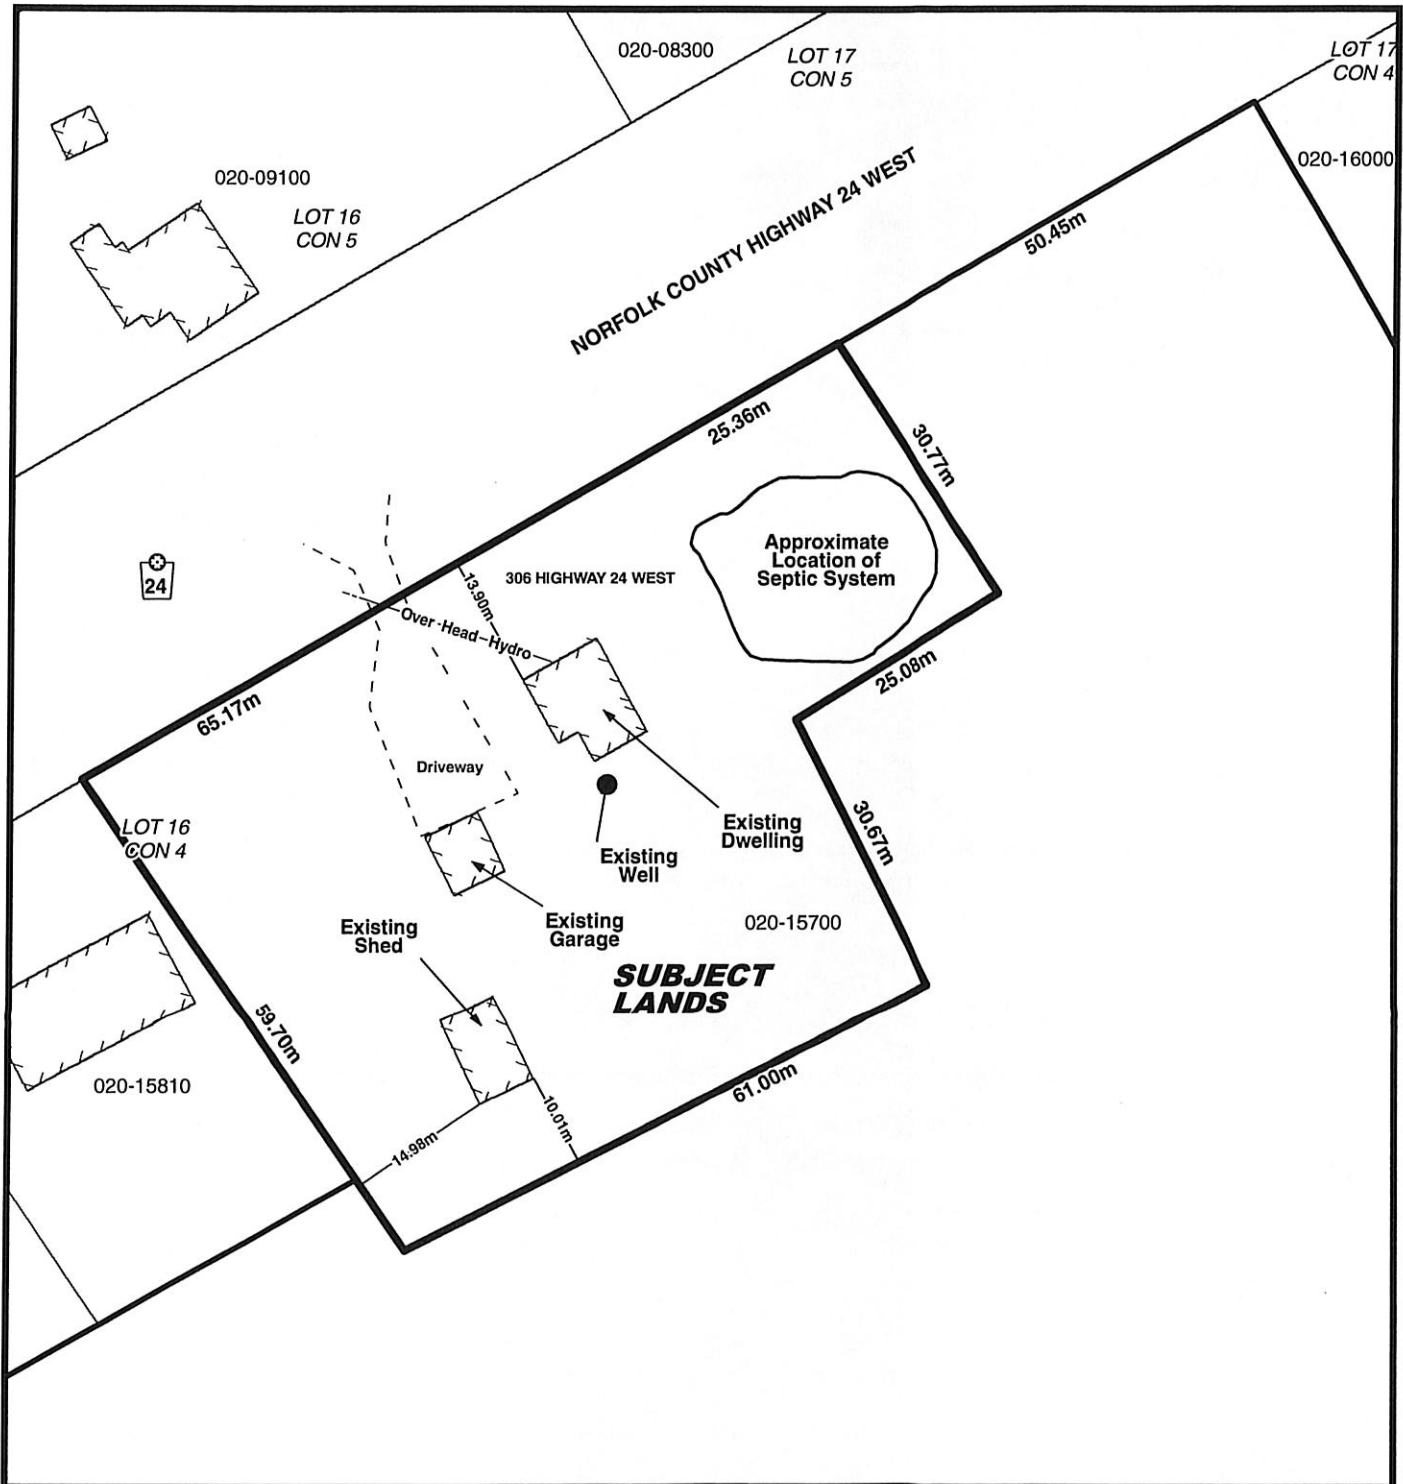 020-08300
LOT 17
CON 5
LOT 17
CON 4
020-16000
020-09100
LOT 16
CON 5
NORFOLK COUNTY HIGHWAY 24 WEST
50.45m
25.36m
30.77m
Approximate
Location of
Septic System
24
13.90m
306 HIGHWAY 24 WEST
Over-Head-Hydro
25.08m
65.17m
Driveway
LOT 16
CON 4
Existing
Dwelling
30.67m
Existing
Well
Existing
Garage
020-15700
Existing
Shed
SUBJECT
LANDS
59.70m
020-15810
61.00m
10.01m
14.98m